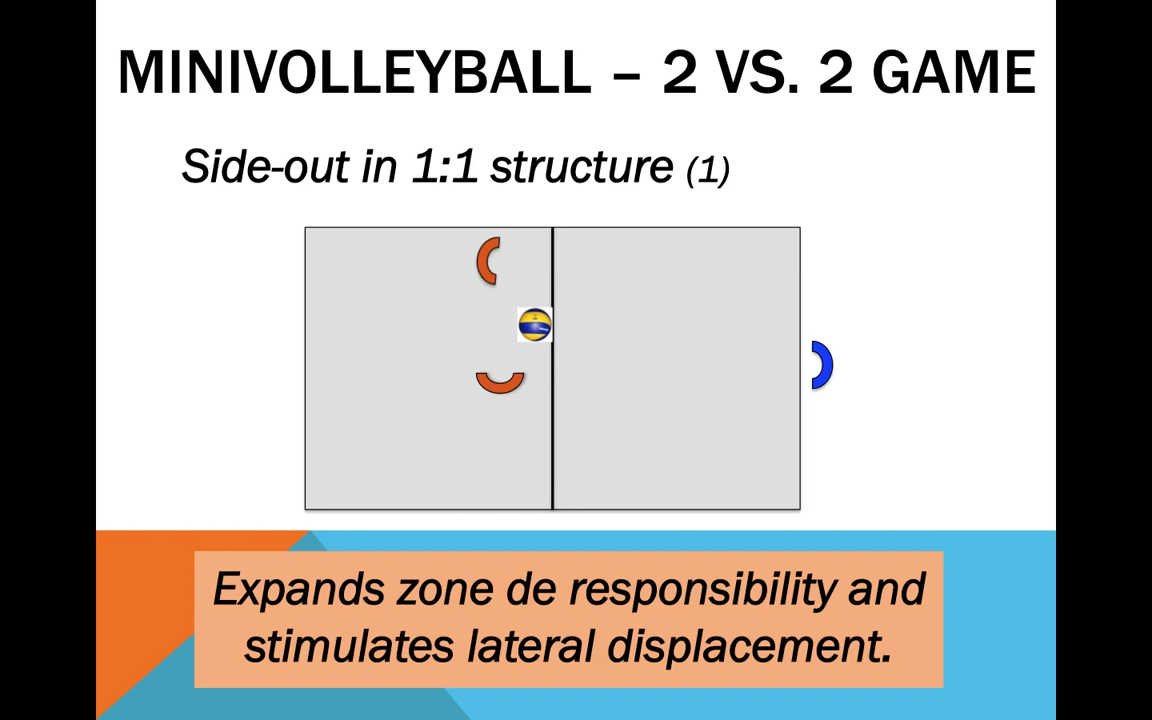 MINIVOLLEYBALL – 2 VS. 2 GAME
Side-out in 1:1 structure (1)
Expands zone de responsibility and
stimulates lateral displacement.